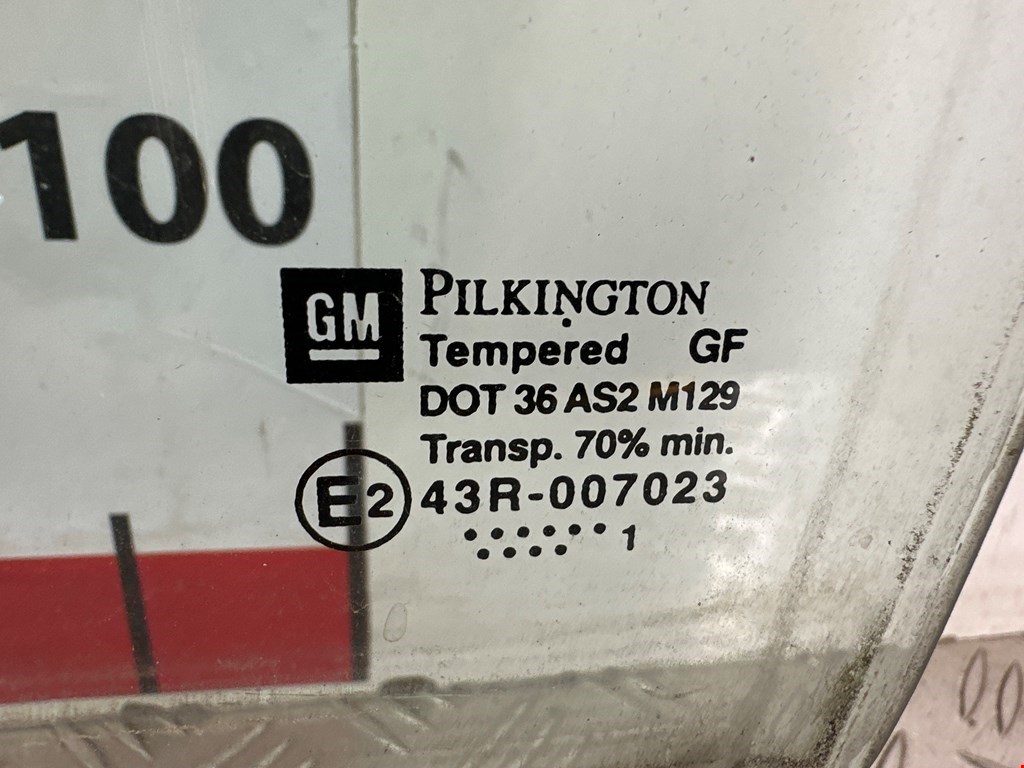 100
GM
PILKINGTON
Tempered GF
DOT 36 AS2 M129
Transp. 70% min.
E2 43R-007023
1